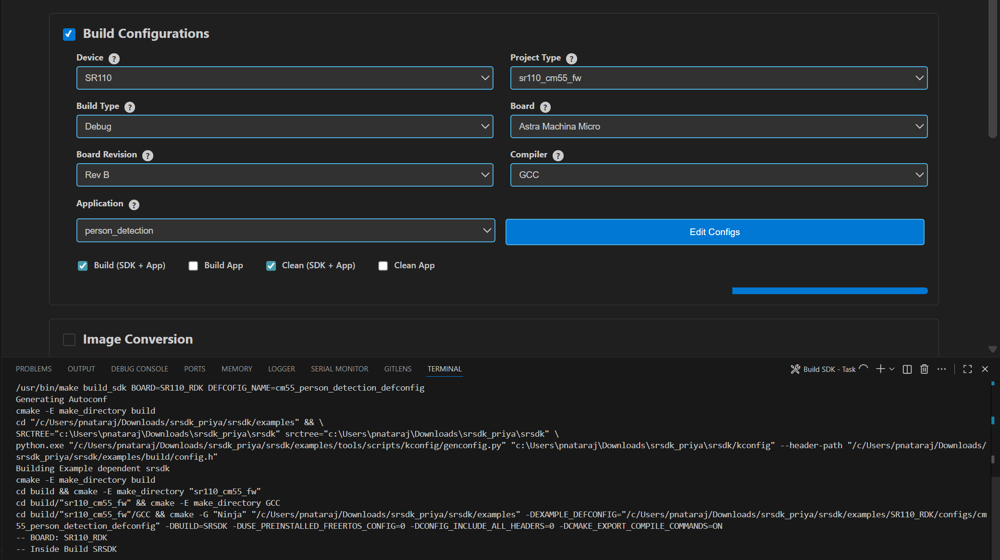 Build Configurations
Device ?
Project Type ?
SR110
sr110_cm55_fw
Build Type ?
Board ?
Debug
Astra Machina Micro
Board Revision ?
Compiler ?
Rev B
GCC
Application ?
person_detection
Edit Configs
Build (SDK + App)
Build App
Clean (SDK + App)
Clean App
Image Conversion
PROBLEMS
OUTPUT
DEBUG CONSOLE
PORTS
MEMORY
LOGGER
SERIAL MONITOR
GITLENS
TERMINAL
Build SDK - Task
/usr/bin/make build_sdk BOARD=SR110_RDK DEFCOFIG_NAME=cm55_person_detection_defconfig
Generating Autoconf
cmake -E make_directory build
cd "/c/Users/pnataraj/Downloads/srsdk_priya/srsdk/examples" && \
SRCTREE="c:\Users\pnataraj\Downloads\srsdk_priya\srsdk" srctree="c:\Users\pnataraj\Downloads\srsdk_priya\srsdk" \
python.exe "/c/Users/pnataraj/Downloads/srsdk_priya/srsdk/examples/tools/scripts/kconfig/genconfig.py" "c:\Users\pnataraj\Downloads\srsdk_priya\srsdk/kconfig" --header-path "/c/Users/pnataraj/Downloads/
srsdk_priya/srsdk/examples/build/config.h"
Building Example dependent srsdk
cmake -E make_directory build
cd build && cmake -E make_directory "sr110_cm55_fw"
cd build/"sr110_cm55_fw" && cmake -E make_directory GCC
cd build/"sr110_cm55_fw"/GCC && cmake -G "Ninja" "/c/Users/pnataraj/Downloads/srsdk_priya/srsdk/examples" -DEXAMPLE_DEFCONFIG="/c/Users/pnataraj/Downloads/srsdk_priya/srsdk/examples/SR110_RDK/configs/cm
55_person_detection_defconfig" -DBUILD=SRSDK -DUSE_PREINSTALLED_FREERTOS_CONFIG=0 -DCONFIG_INCLUDE_ALL_HEADERS=0 -DCMAKE_EXPORT_COMPILE_COMMANDS=ON
-- BOARD: SR110_RDK
-- Inside Build SRSDK